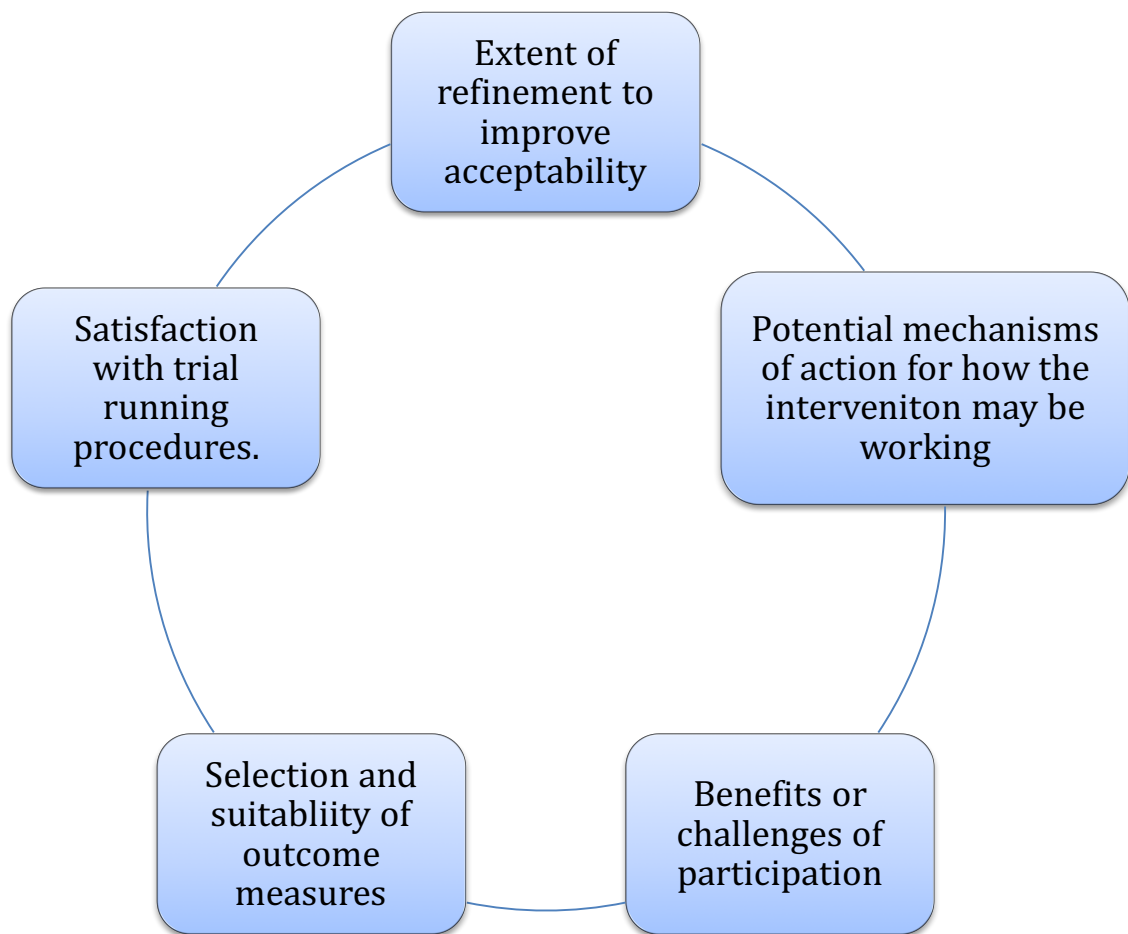 Extent of
refinement to
improve
acceptability
Potential mechanisms
of action for how the
interveniton may be
working
Benefits or
challenges of
participation
Selection and
suitabliity of
outcome
measures
Satisfaction
with trial
running
procedures.